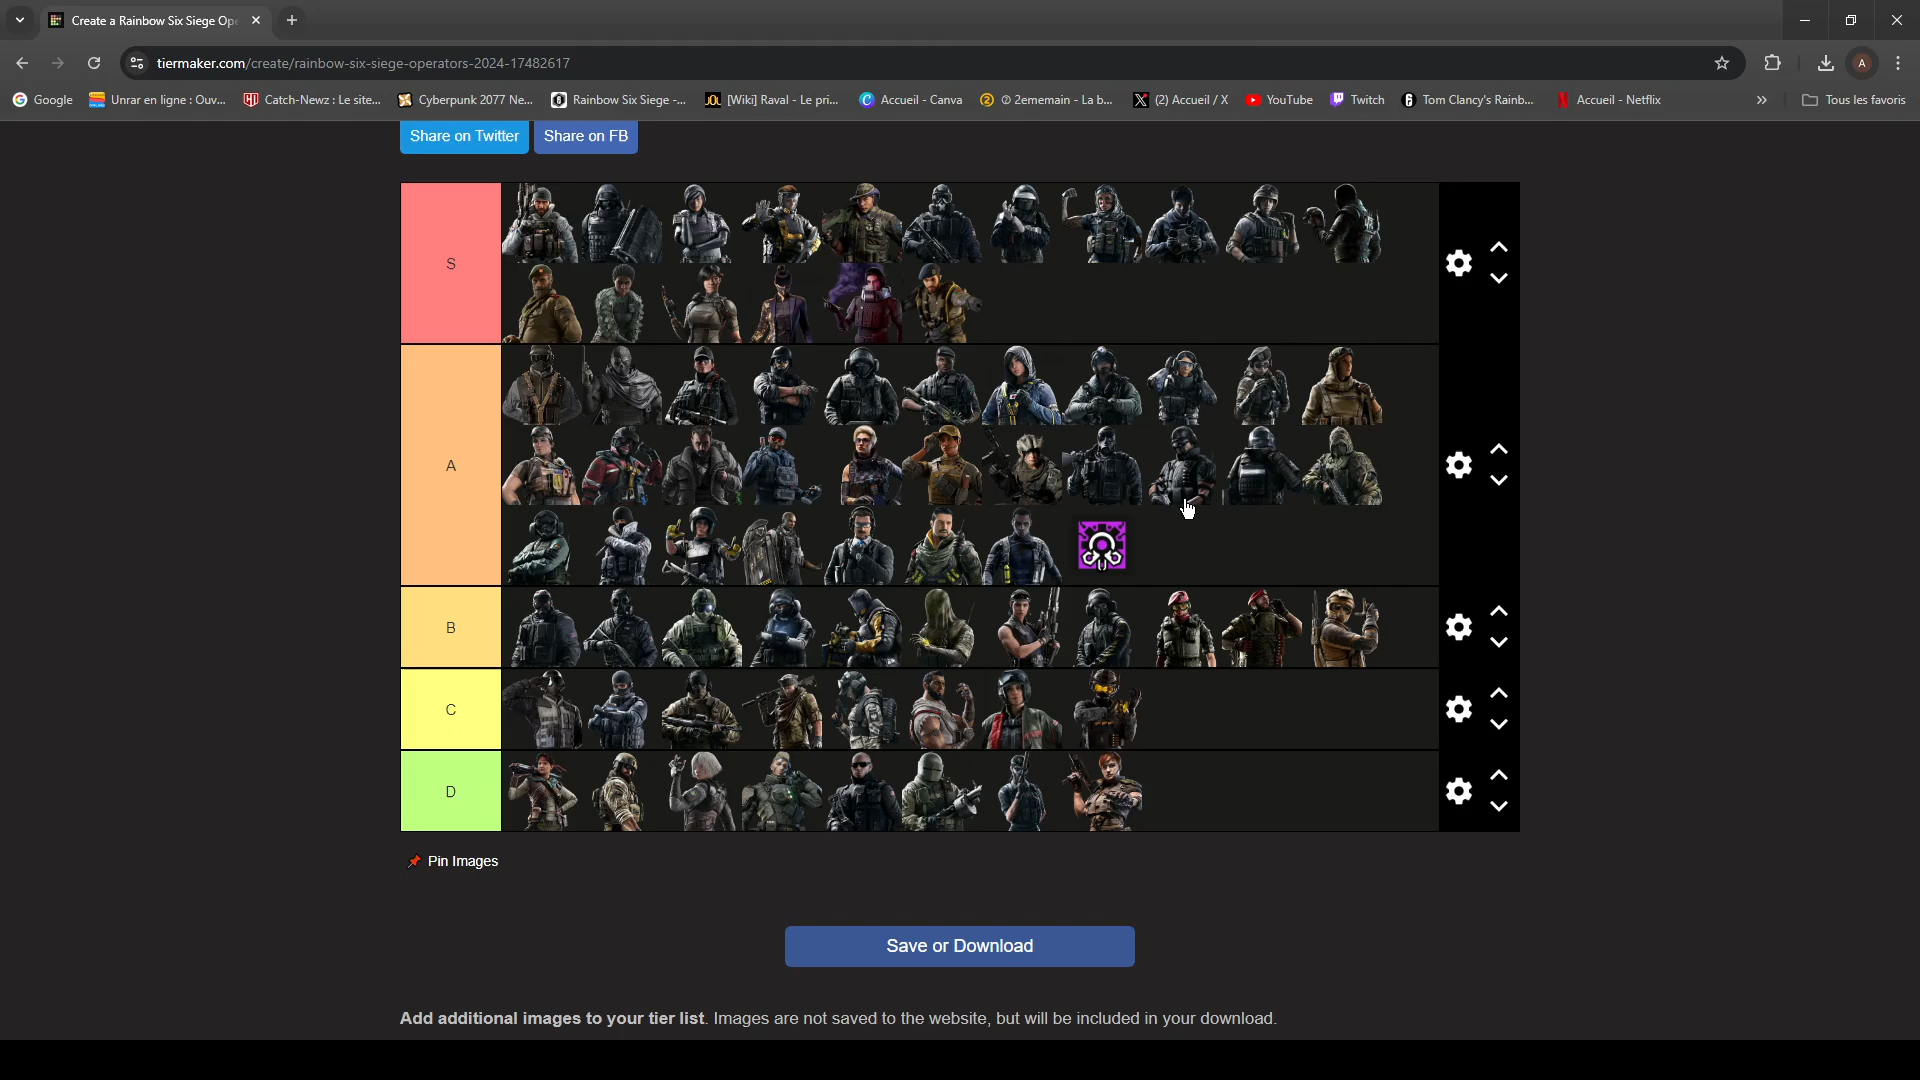 Create a Rainbow Six Siege Op
tiermaker.com/create/rainbow-six-siege-operators-2024-17482617
A
Google
Unrar en ligne : Ouv...
Catch-Newz : Le site...
Cyberpunk 2077 Ne...
Rainbow Six Siege -...
JOL [Wiki] Raval - Le pri...
Accueil - Canva
② 2ememain - La b...
(2) Accueil / X
YouTube
Twitch
Tom Clancy's Rainb...
Accueil - Netflix
»
Tous les favoris
Share on Twitter
Share on FB
S
A
B
C
D
Pin Images
Save or Download
Add additional images to your tier list. Images are not saved to the website, but will be included in your download.